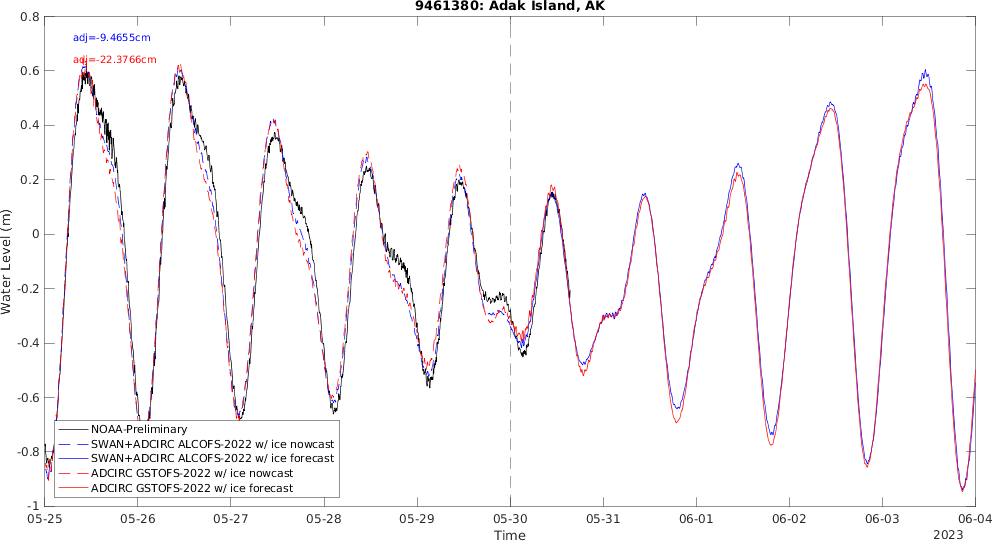 9461380: Adak Island, AK
adj=-9.4655cm
adj=-22.3766cm
Water Level (m)
0.8
0.6
0.4
0.2
0
-0.2
-0.4
-0.6
-0.8
-1
NOAA-Preliminary
SWAN+ADCIRC ALCOFS-2022 w/ ice nowcast
SWAN+ADCIRC ALCOFS-2022 w/ ice forecast
ADCIRC GSTOFS-2022 w/ ice nowcast
ADCIRC GSTOFS-2022 w/ ice forecast
05-25 05-26 05-27 05-28 05-29 05-30 05-31 06-01 06-02 06-03 06-04
Time
2023